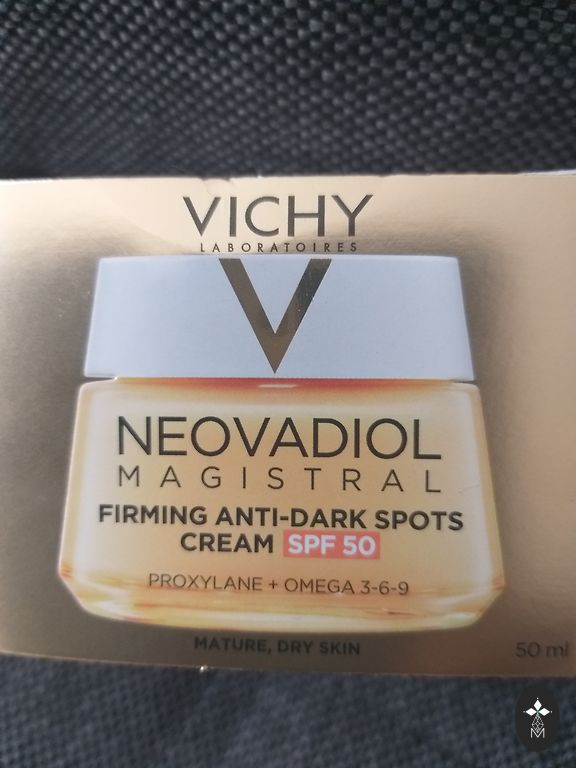 VICHY
LABORATOIRES
V
NEOVADIOL
MAGISTRAL
FIRMING ANTI-DARK SPOTS
CREAM SPF 50
PROXYLANE + OMEGA 3-6-9
MATURE, DRY SKIN
50 ml
M